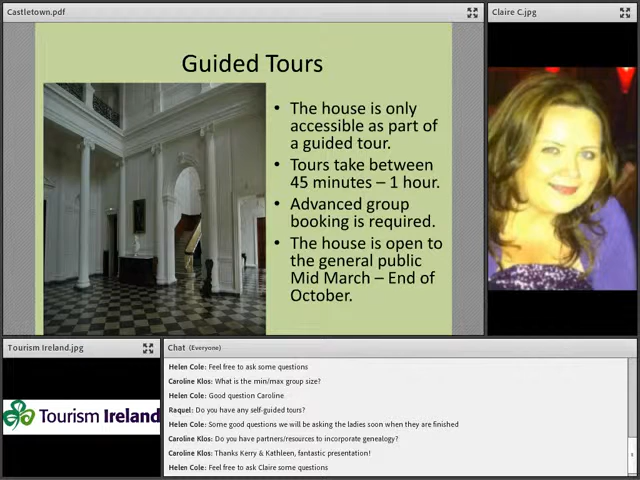 Castletown.pdf
Claire C.jpg
Guided Tours
• The house is only
accessible as part of
a guided tour.
• Tours take between
45 minutes – 1 hour.
• Advanced group
booking is required.
• The house is open to
the general public
Mid March – End of
October.
Tourism Ireland.jpg
Tourism Ireland
Chat (Everyone)
Helen Cole: Feel free to ask some questions
Caroline Klos: What is the min/max group size?
Helen Cole: Good question Caroline
Raquel: Do you have any self-guided tours?
Helen Cole: Some good questions we will be asking the ladies soon when they are finished
Caroline Klos: Do you have partners/resources to incorporate genealogy?
Caroline Klos: Thanks Kerry & Kathleen, fantastic presentation!
Helen Cole: Feel free to ask Claire some questions